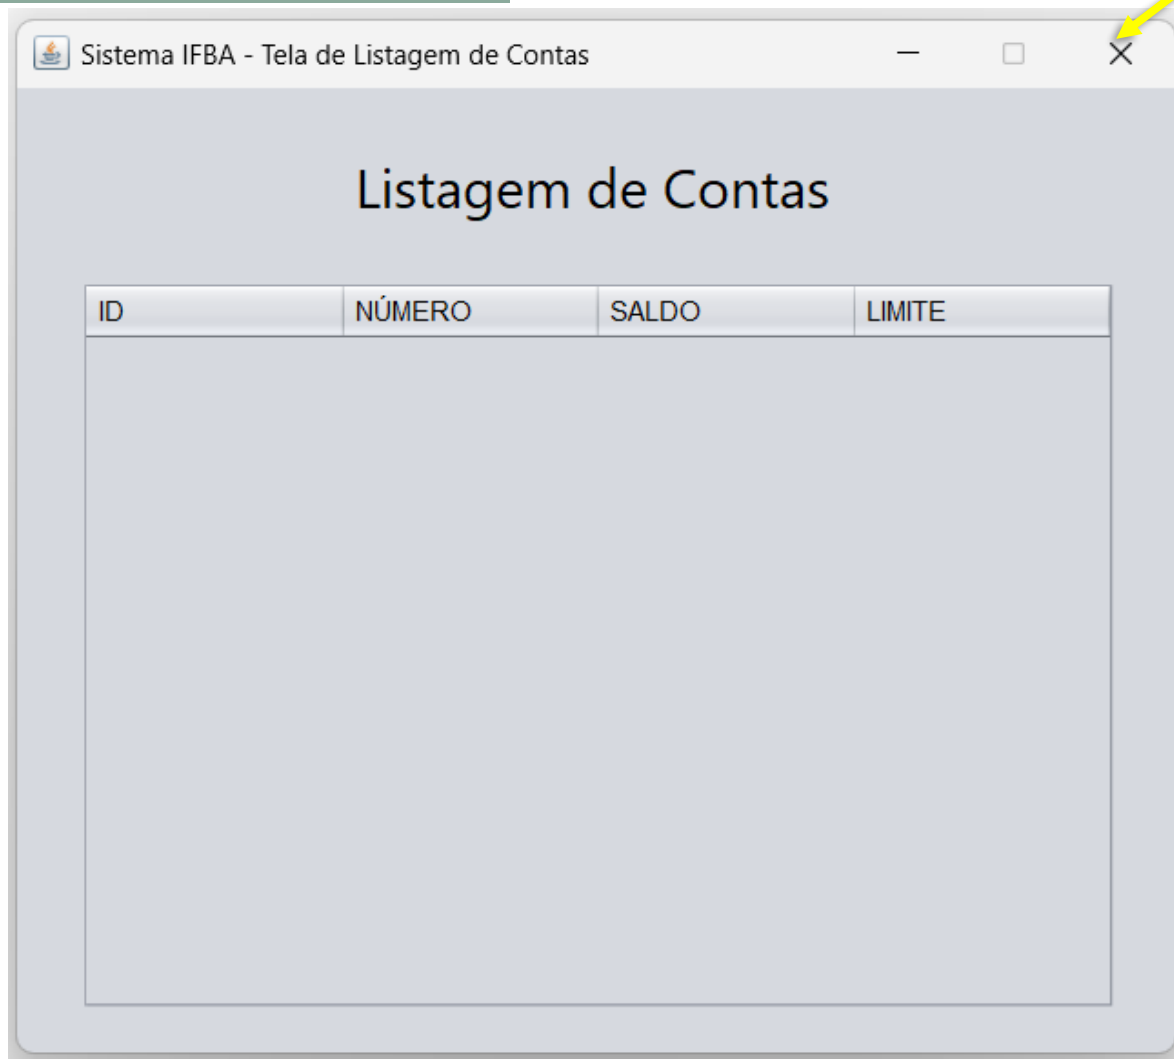 Sistema IFBA - Tela de Listagem de Contas
Listagem de Contas
ID NÚMERO SALDO LIMITE